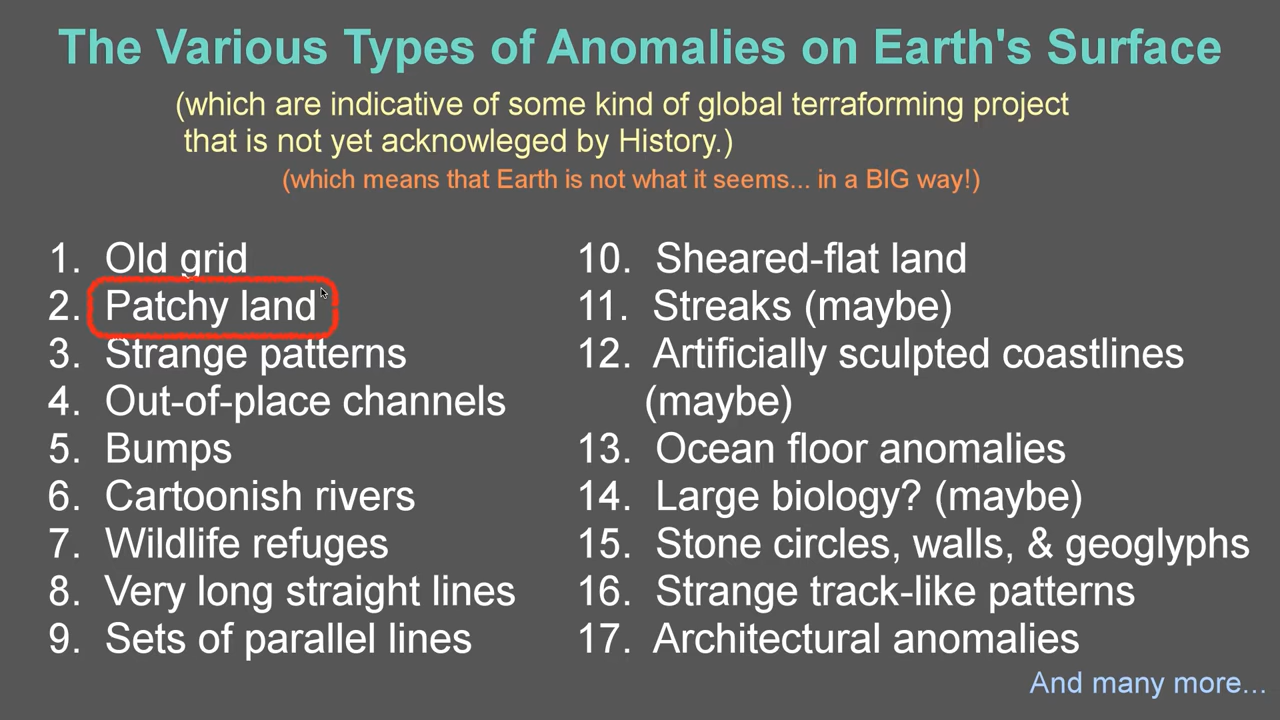 The Various Types of Anomalies on Earth's Surface
(which are indicative of some kind of global terraforming project
that is not yet acknowleged by History.)
(which means that Earth is not what it seems... in a BIG way!)
1. Old grid
2. Patchy land
3. Strange patterns
4. Out-of-place channels
5. Bumps
6. Cartoonish rivers
7. Wildlife refuges
8. Very long straight lines
9. Sets of parallel lines
10. Sheared-flat land
11. Streaks (maybe)
12. Artificially sculpted coastlines
(maybe)
13. Ocean floor anomalies
14. Large biology? (maybe)
15. Stone circles, walls, & geoglyphs
16. Strange track-like patterns
17. Architectural anomalies
And many more...